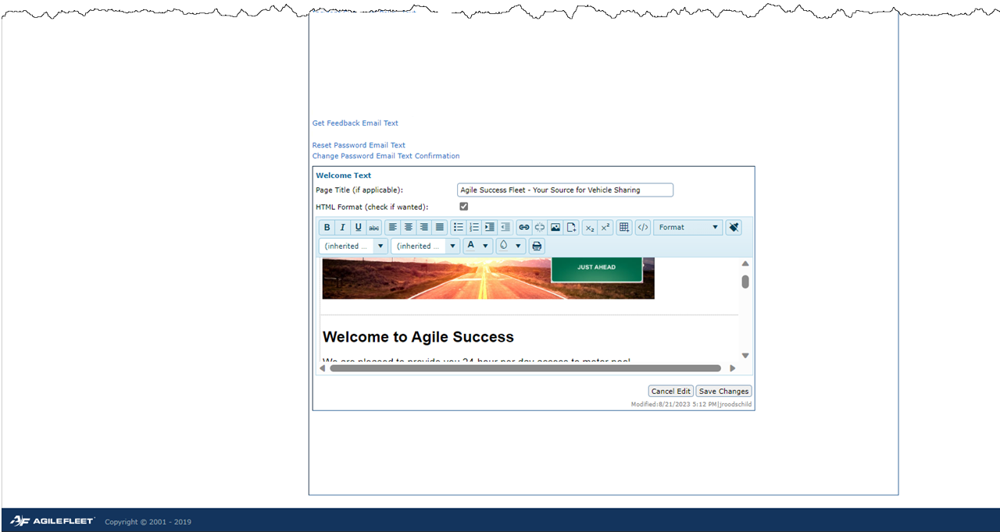 Get Feedback Email Text
Reset Password Email Text
Change Password Email Text Confirmation
Welcome Text
Page Title (if applicable):
Agile Success Fleet - Your Source for Vehicle Sharing
HTML Format (check if wanted):
B I U abc
x₂ x² </> Format
(inherited ... (inherited ... A
JUST AHEAD
Welcome to Agile Success
We are pleased to provide you 24-hour per day access to motor pool
Cancel Edit Save Changes
Modified:8/21/2023 5:12 PM|jroodschild
AGILEFLEET Copyright © 2001 - 2019